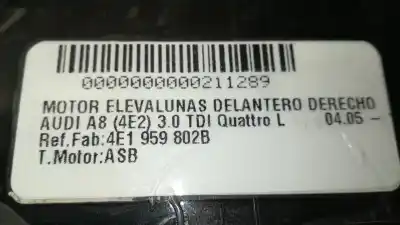 0000000000211289
MOTOR ELEVALUNAS DELANTERO DERECHO
AUDI A8 (4E2) 3.0 TDI Quattro L 04.05 -
Ref.Fab:4E1 959 802B
T.Motor:ASB